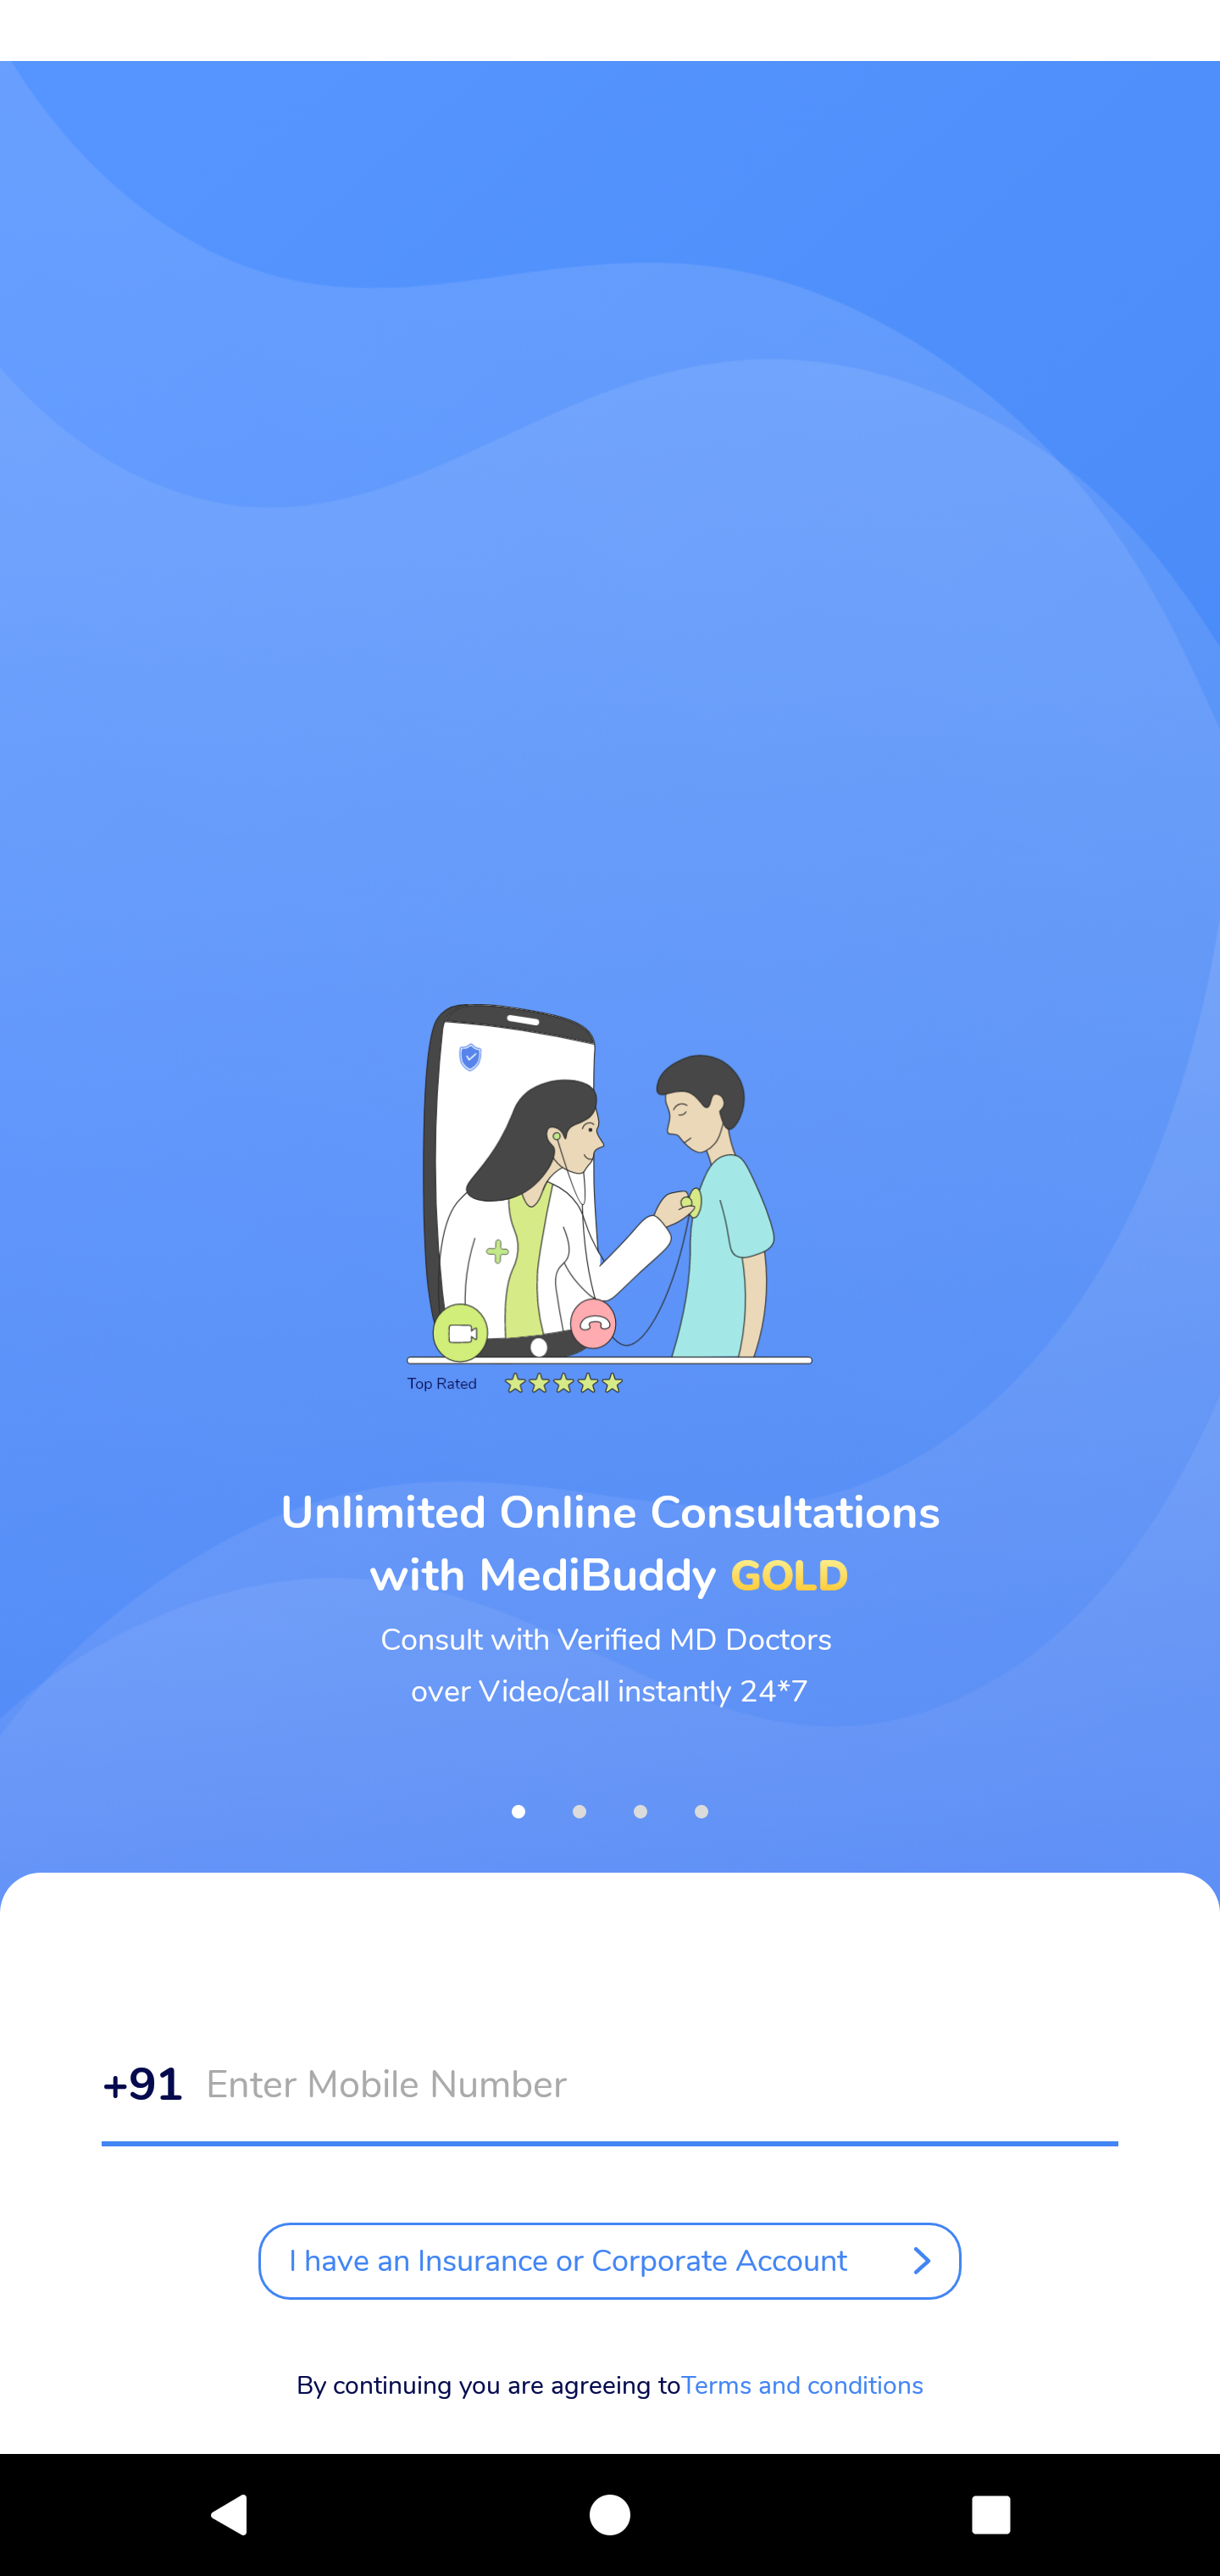 Top Rated
Unlimited Online Consultations
with MediBuddy GOLD
Consult with Verified MD Doctors
over Video/call instantly 24*7
+91 Enter Mobile Number
I have an Insurance or Corporate Account
By continuing you are agreeing toTerms and conditions